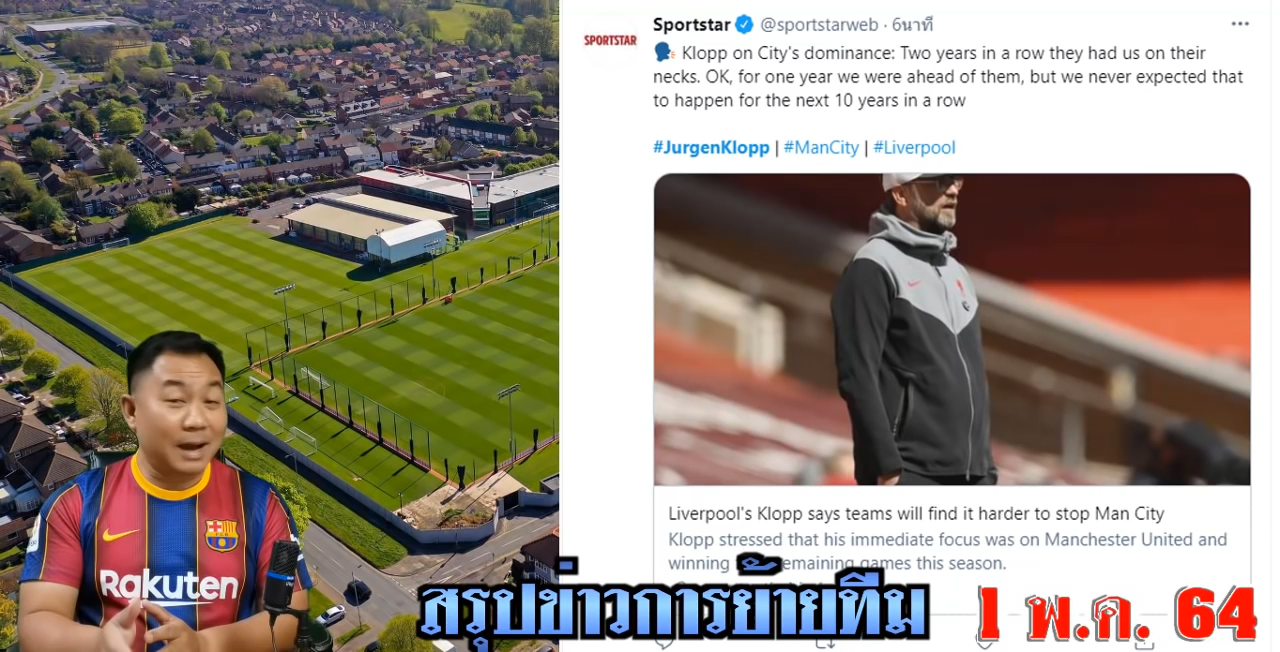 SPORTSTAR
Sportstar @sportstarweb · 6นาที
Klopp on City's dominance: Two years in a row they had us on their
necks. OK, for one year we were ahead of them, but we never expected that
to happen for the next 10 years in a row
#JurgenKlopp | #ManCity | #Liverpool
Liverpool's Klopp says teams will find it harder to stop Man City
Klopp stressed that his immediate focus was on Manchester United and
winning remaining games this season.
Rakuten
สรุปข่าวการย้ายทีม
1 พ.ค. 64